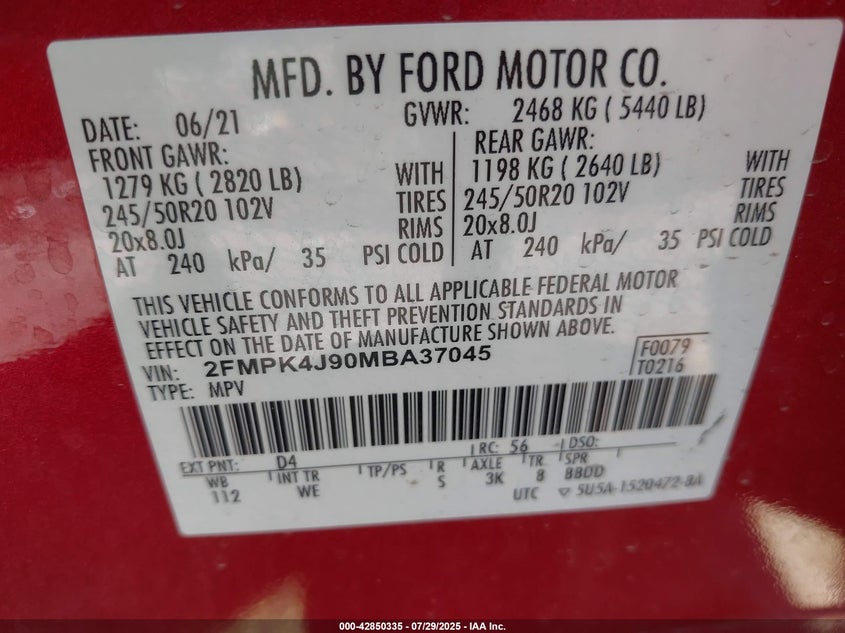 MFD. BY FORD MOTOR CO.
DATE: 06/21 GVWR: 2468 KG ( 5440 LB)
FRONT GAWR: REAR GAWR:
1279 KG ( 2820 LB) WITH 1198 KG ( 2640 LB) WITH
245/50R20 102V TIRES 245/50R20 102V TIRES
20x8.0J RIMS 20x8.0J RIMS
AT 240 kPa/ 35 PSI COLD AT 240 kPa/ 35 PSI COLD
THIS VEHICLE CONFORMS TO ALL APPLICABLE FEDERAL MOTOR
VEHICLE SAFETY AND THEFT PREVENTION STANDARDS IN
EFFECT ON THE DATE OF MANUFACTURE SHOWN ABOVE.
VIN: 2FMPK4J90MBA37045 F0079
TYPE: MPV T0216
EXT PNT: D4 RC: 56 DSO:
WB INT TR TP/PS R AXLE TR SPR
112 WE S 3K 8 BBDD
UTC ▽ 5U5A-1520472-BA
000-42850335 - 07/29/2025 - IAA Inc.